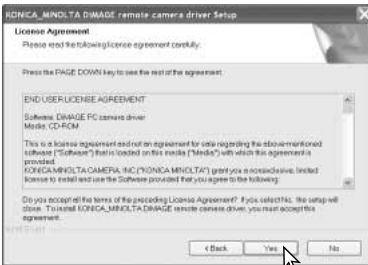 KONICA_MINOLTA DiMAGE remote camera driver Setup
License Agreement
Please read the following license agreement carefully.
Press the PAGE DOWN key to see the rest of the agreement.
END USER LICENSE AGREEMENT
Software: DiMAGE PC camera driver
Media: CD-ROM
This is a license agreement and not an agreement for sale regarding the above-mentioned
software ("Software") that is loaded on this media ("Media") with which this agreement is
provided.
KONICA MINOLTA CAMERA, INC.("KONICA MINOLTA") grant you a nonexclusive, limited
license to install and use the Software provided that you agree to the following:
Do you accept all the terms of the preceding License Agreement? If you select No, the setup will
close. To install KONICA_MINOLTA DiMAGE remote camera driver, you must accept this
agreement.
< Back
Yes
No